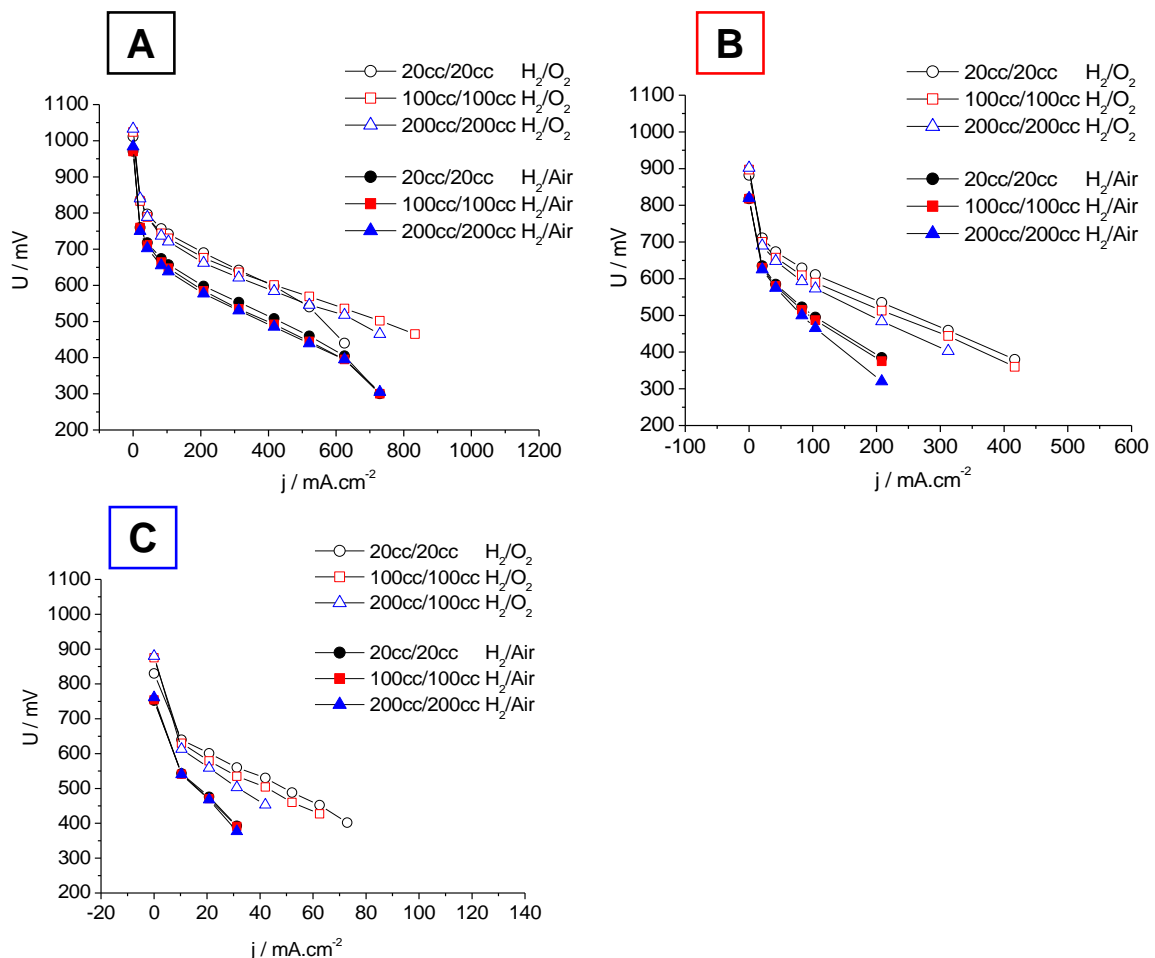 A
20cc/20cc H₂/O₂
100cc/100cc H₂/O₂
200cc/200cc H₂/O₂
20cc/20cc H₂/Air
100cc/100cc H₂/Air
200cc/200cc H₂/Air
1100
1000
900
800
700
600
500
400
300
200
U / mV
0 200 400 600 800 1000 1200
j / mA.cm⁻²
B
20cc/20cc H₂/O₂
100cc/100cc H₂/O₂
200cc/200cc H₂/O₂
20cc/20cc H₂/Air
100cc/100cc H₂/Air
200cc/200cc H₂/Air
1100
1000
900
800
700
600
500
400
300
200
U / mV
-100 0 100 200 300 400 500 600
j / mA.cm⁻²
C
20cc/20cc H₂/O₂
100cc/100cc H₂/O₂
200cc/100cc H₂/O₂
20cc/20cc H₂/Air
100cc/100cc H₂/Air
200cc/200cc H₂/Air
1100
1000
900
800
700
600
500
400
300
200
U / mV
-20 0 20 40 60 80 100 120 140
j / mA.cm⁻²